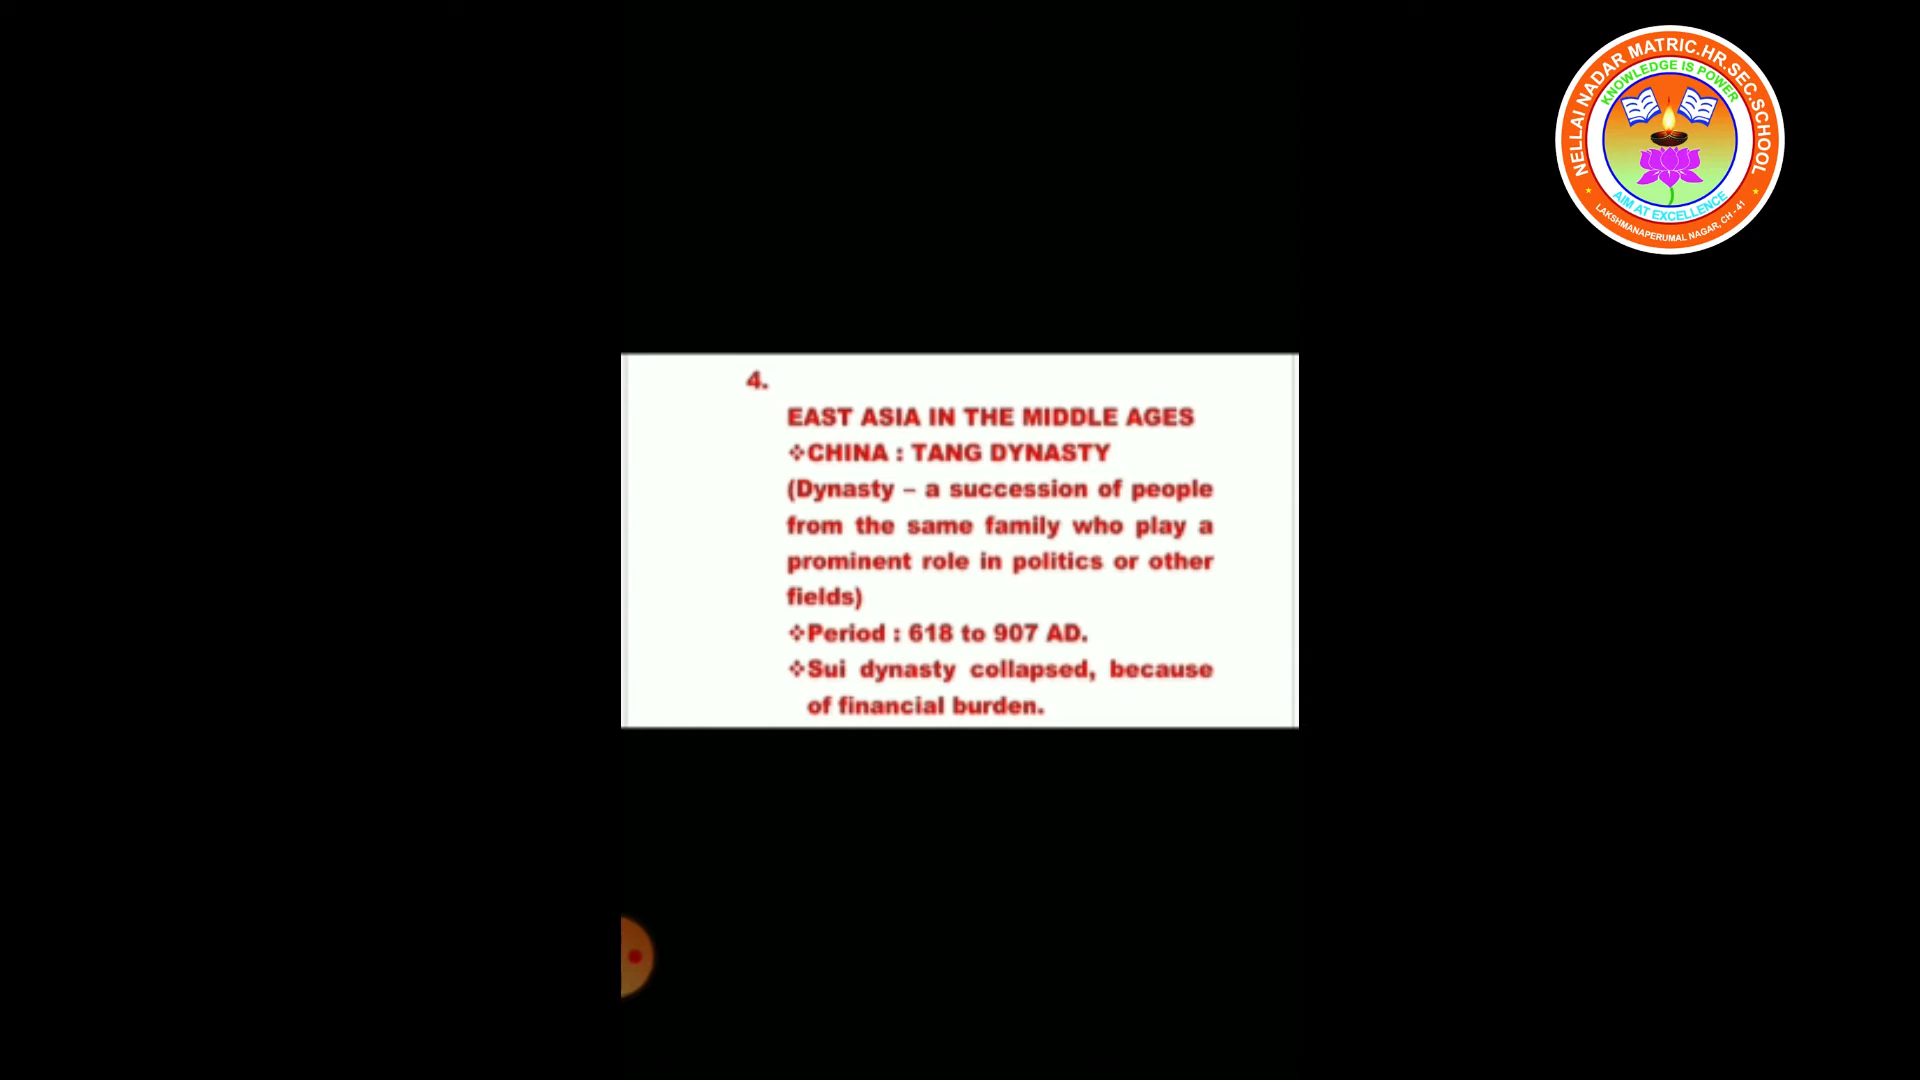 NELLAI NADAR MATRIC.HR.SEC.SCHOOL
KNOWLEDGE IS POWER
AIM AT EXCELLENCE
LAKSHMANAPERUMAL NAGAR, CH - 41
4.
EAST ASIA IN THE MIDDLE AGES
❖CHINA : TANG DYNASTY
(Dynasty – a succession of people
from the same family who play a
prominent role in politics or other
fields)
❖Period : 618 to 907 AD.
❖Sui dynasty collapsed, because
of financial burden.